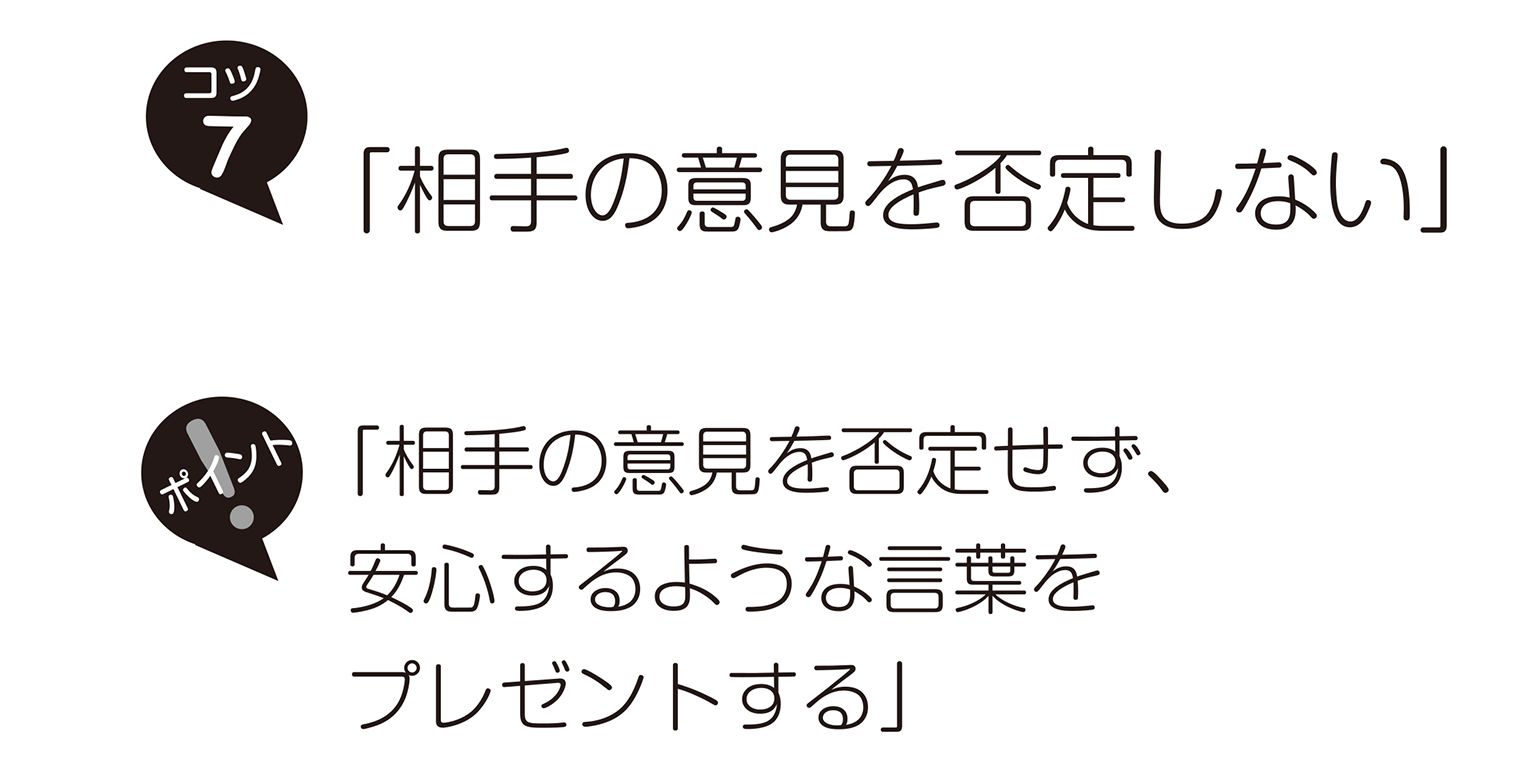 コツ
7
「相手の意見を否定しない」
ポイント
「相手の意見を否定せず、
安心するような言葉を
プレゼントする」